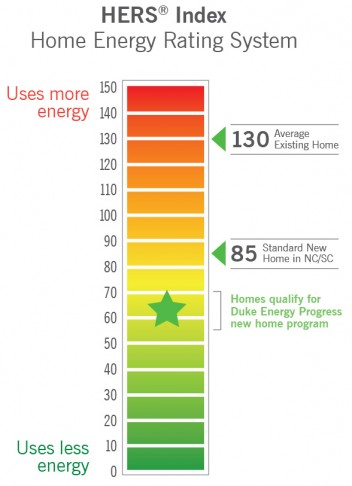 HERS® Index
Home Energy Rating System
Uses more
energy
150
140
130
120
110
100
90
80
70
60
50
40
30
20
10
0
130 Average
Existing Home
85 Standard New
Home in NC/SC
Homes qualify for
Duke Energy Progress
new home program
Uses less
energy